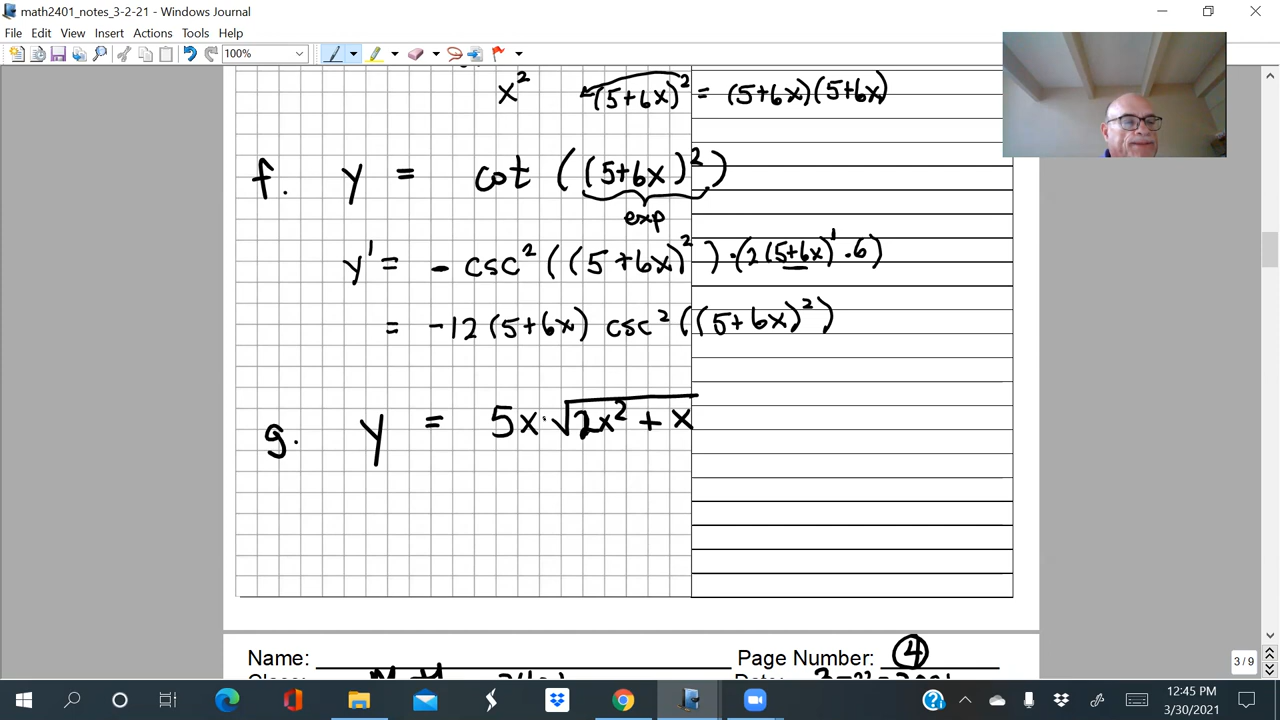 math2401_notes_3-2-21 - Windows Journal
File Edit View Insert Actions Tools Help
100%
x² (5+6x)² = (5+6x)(5+6x)
f. y = cot ((5+6x)²)
exp
y' = - csc² ((5+6x)²) · (2(5+6x)¹ · 6)
= -12 (5+6x) csc² ((5+6x)²)
g. y = 5x·√(2x² + x)
Name: Page Number: 4
3 / 9
12:45 PM
3/30/2021